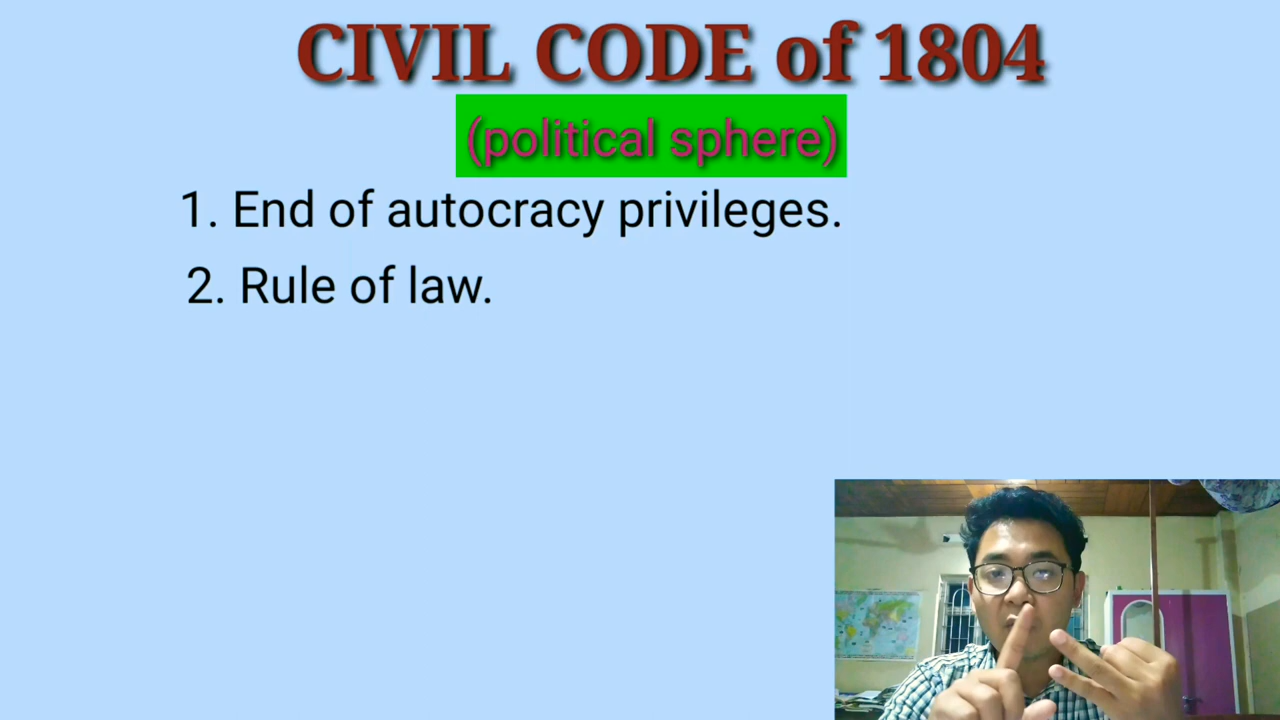 CIVIL CODE of 1804
(political sphere)
1. End of autocracy privileges.
2. Rule of law.